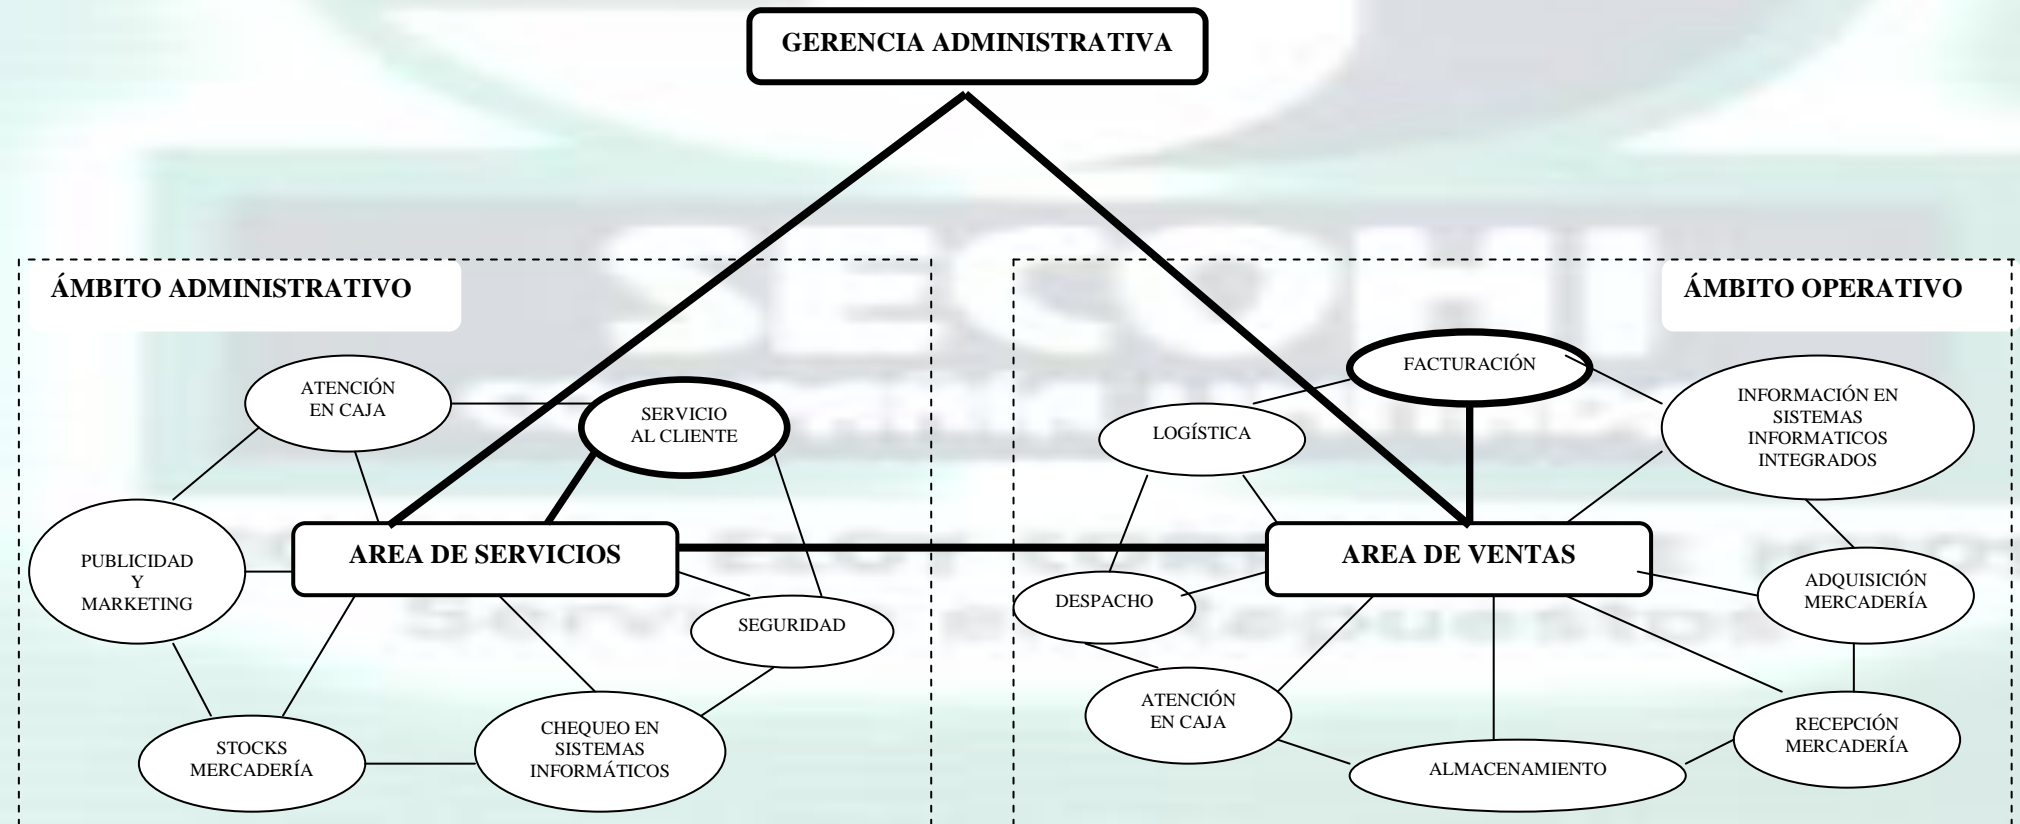 GERENCIA ADMINISTRATIVA
ÁMBITO ADMINISTRATIVO
ÁMBITO OPERATIVO
SECOHI
ATENCIÓN
EN CAJA
SERVICIO
AL CLIENTE
PUBLICIDAD
Y
MARKETING
AREA DE SERVICIOS
SEGURIDAD
STOCKS
MERCADERÍA
CHEQUEO EN
SISTEMAS
INFORMÁTICOS
FACTURACIÓN
LOGÍSTICA
INFORMACIÓN EN
SISTEMAS
INFORMATICOS
INTEGRADOS
AREA DE VENTAS
DESPACHO
ADQUISICIÓN
MERCADERÍA
ATENCIÓN
EN CAJA
ALMACENAMIENTO
RECEPCIÓN
MERCADERÍA